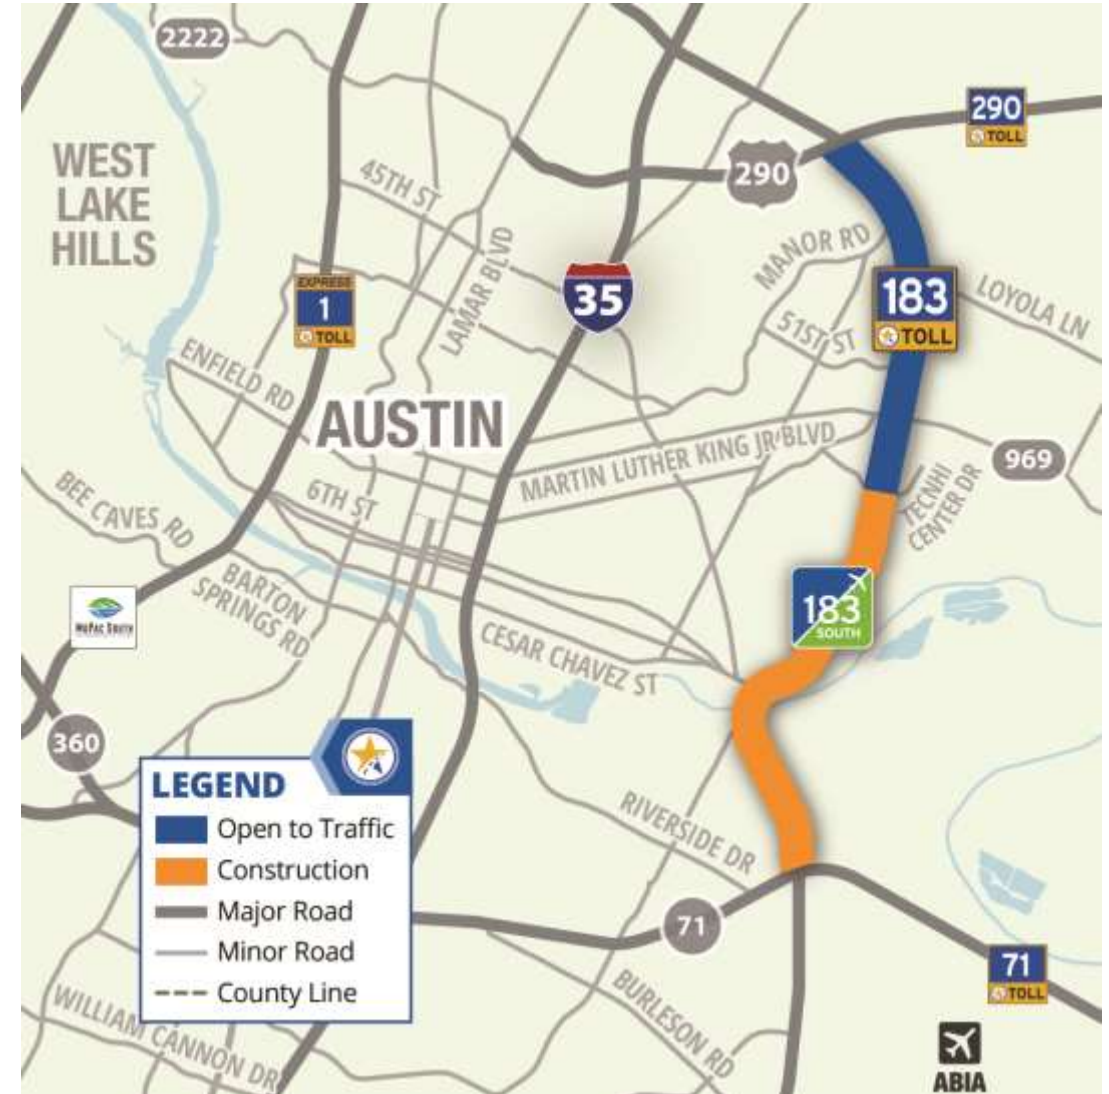 2222
290
TOLL
WEST
LAKE
HILLS
290
45TH ST
MANOR RD
LAMAR BLVD
EXPRESS
1
TOLL
35
183
TOLL
LOYOLA LN
51ST ST
ENFIELD RD
AUSTIN
MARTIN LUTHER KING JR BLVD
969
BEE CAVES RD
6TH ST
TECNHI
CENTER DR
BARTON
SPRINGS RD
MoPac South
183
SOUTH
CESAR CHAVEZ ST
360
LEGEND
Open to Traffic
Construction
Major Road
Minor Road
County Line
RIVERSIDE DR
71
71
TOLL
BURLESON RD
WILLIAM CANNON DR
ABIA